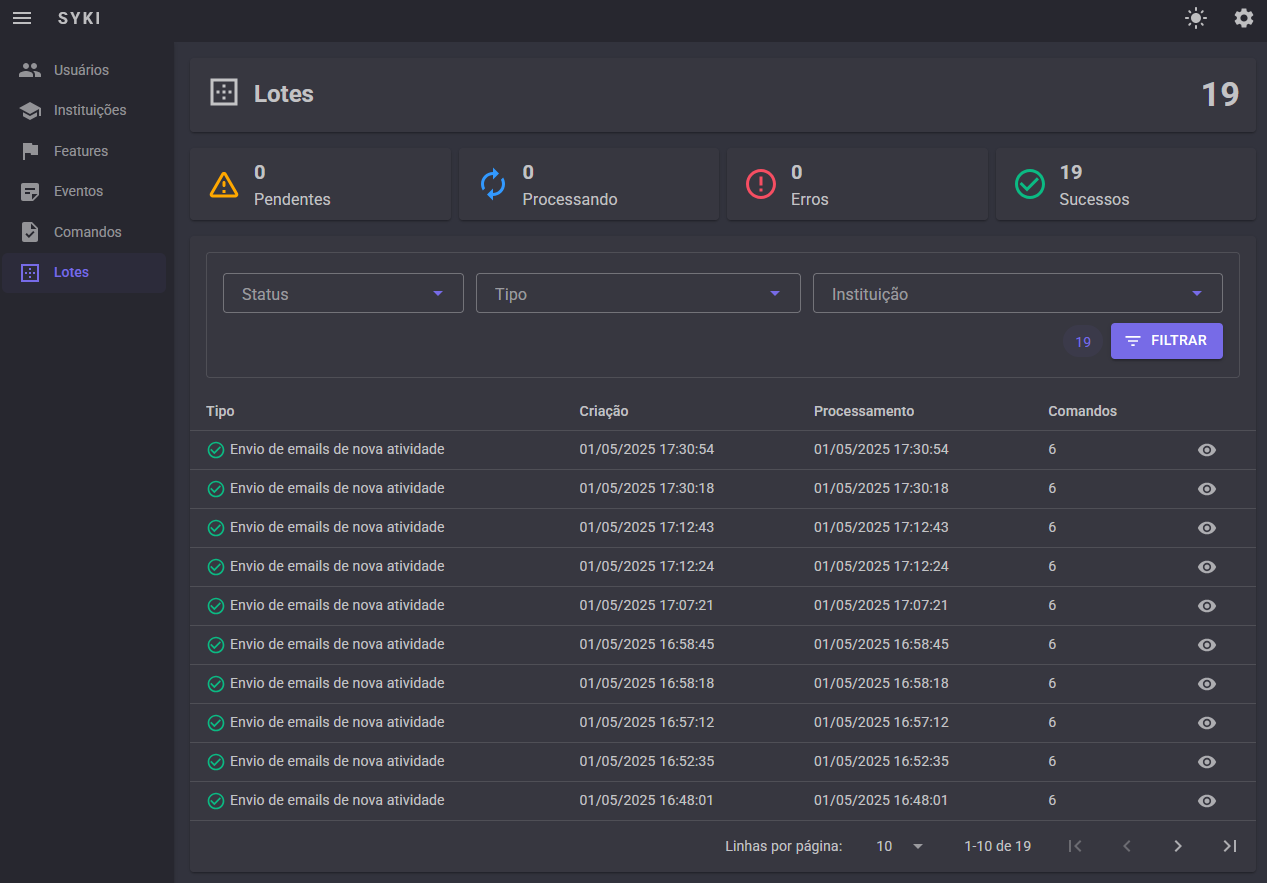 SYKI
Usuários
Instituições
Features
Eventos
Comandos
Lotes
Lotes
19
0
Pendentes
0
Processando
0
Erros
19
Sucessos
Status
Tipo
Instituição
19
FILTRAR
Tipo Criação Processamento Comandos
Envio de emails de nova atividade 01/05/2025 17:30:54 01/05/2025 17:30:54 6
Envio de emails de nova atividade 01/05/2025 17:30:18 01/05/2025 17:30:18 6
Envio de emails de nova atividade 01/05/2025 17:12:43 01/05/2025 17:12:43 6
Envio de emails de nova atividade 01/05/2025 17:12:24 01/05/2025 17:12:24 6
Envio de emails de nova atividade 01/05/2025 17:07:21 01/05/2025 17:07:21 6
Envio de emails de nova atividade 01/05/2025 16:58:45 01/05/2025 16:58:45 6
Envio de emails de nova atividade 01/05/2025 16:58:18 01/05/2025 16:58:18 6
Envio de emails de nova atividade 01/05/2025 16:57:12 01/05/2025 16:57:12 6
Envio de emails de nova atividade 01/05/2025 16:52:35 01/05/2025 16:52:35 6
Envio de emails de nova atividade 01/05/2025 16:48:01 01/05/2025 16:48:01 6
Linhas por página: 10 1-10 de 19